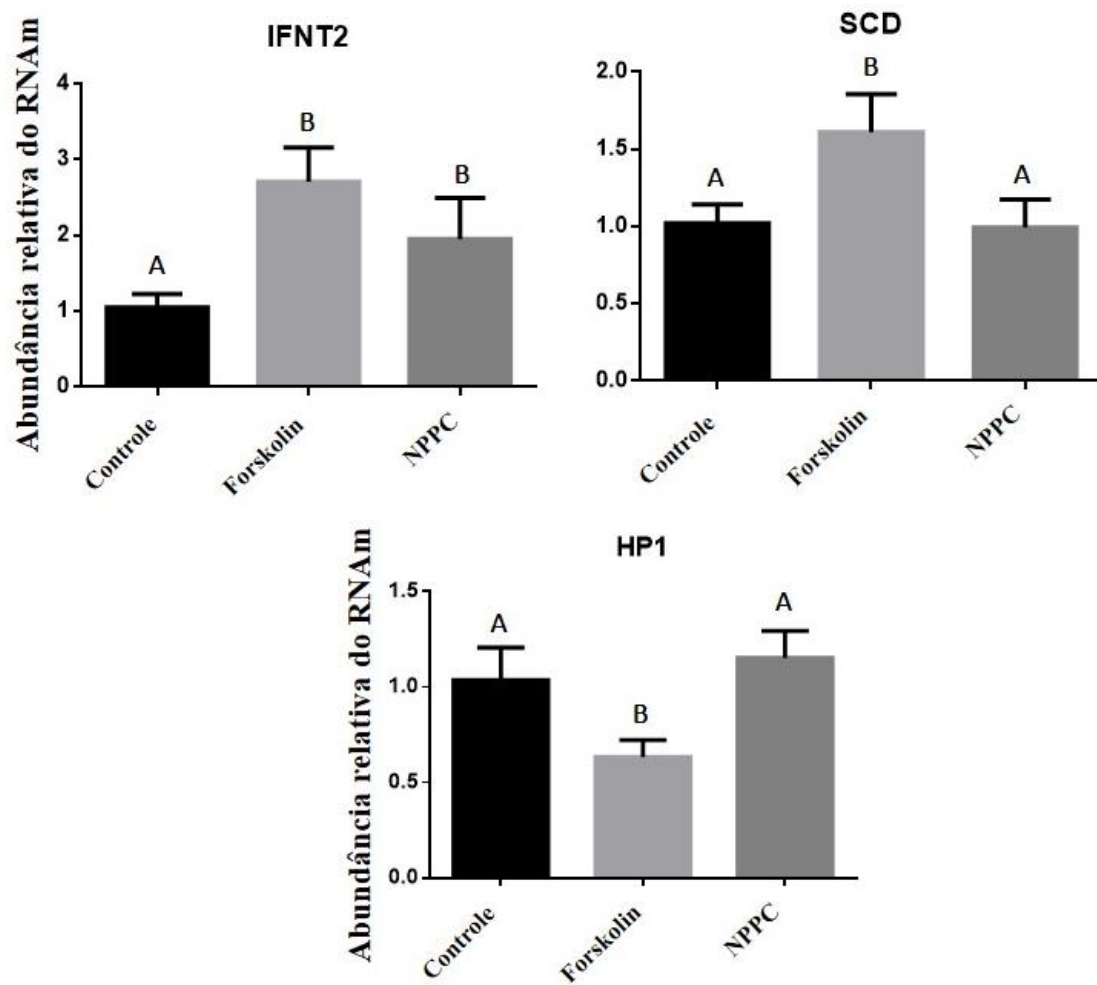 IFNT2
Abundância relativa do RNAm
4
3
2
1
0
A
B
B
Controle
Forskolin
NPPC
SCD
2.0
1.5
1.0
0.5
0.0
A
B
A
Controle
Forskolin
NPPC
HP1
Abundância relativa do RNAm
1.5
1.0
0.5
0.0
A
B
A
Controle
Forskolin
NPPC